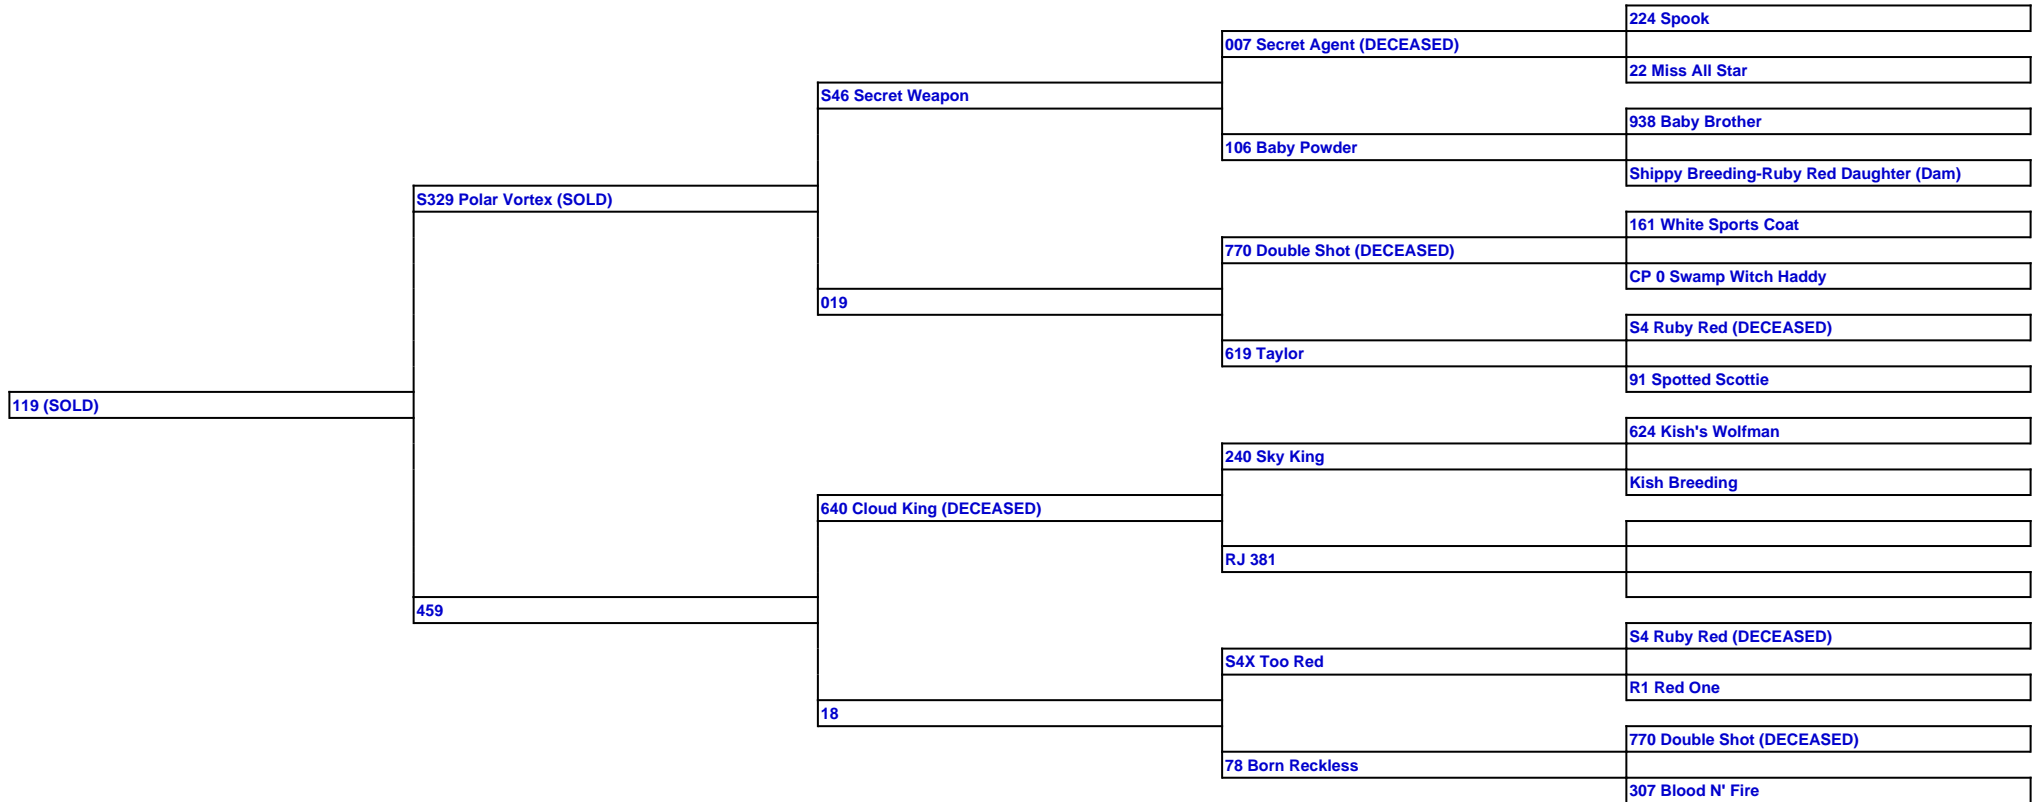 224 Spook
007 Secret Agent (DECEASED)
22 Miss All Star
S46 Secret Weapon
938 Baby Brother
106 Baby Powder
Shippy Breeding-Ruby Red Daughter (Dam)
S329 Polar Vortex (SOLD)
161 White Sports Coat
770 Double Shot (DECEASED)
CP 0 Swamp Witch Haddy
019
S4 Ruby Red (DECEASED)
619 Taylor
91 Spotted Scottie
119 (SOLD)
624 Kish's Wolfman
240 Sky King
Kish Breeding
640 Cloud King (DECEASED)
RJ 381
459
S4 Ruby Red (DECEASED)
S4X Too Red
R1 Red One
18
770 Double Shot (DECEASED)
78 Born Reckless
307 Blood N' Fire